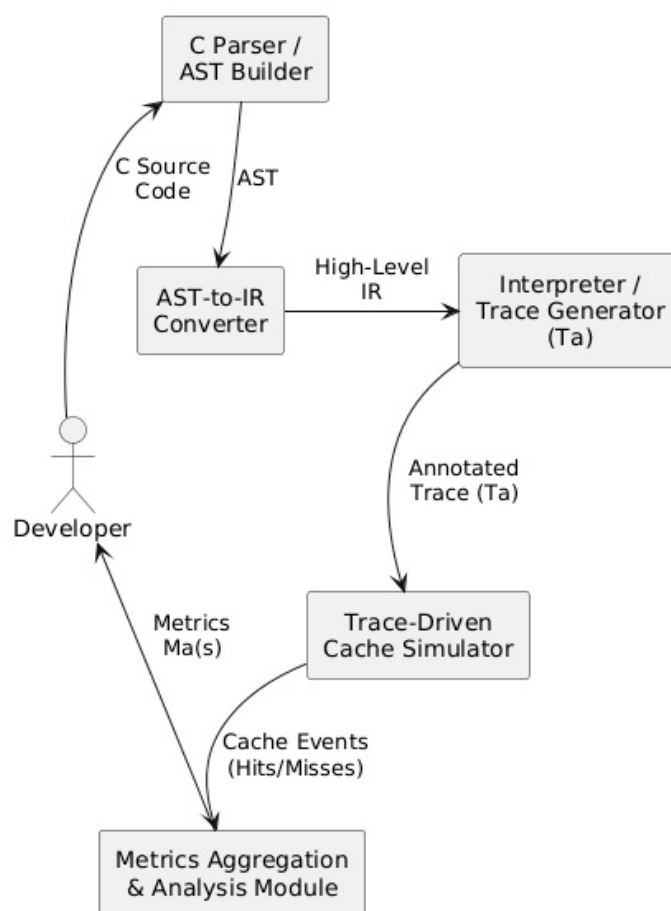 C Parser /
AST Builder
C Source
Code
AST
AST-to-IR
Converter
High-Level
IR
Interpreter /
Trace Generator
(Ta)
Annotated
Trace (Ta)
Developer
Trace-Driven
Cache Simulator
Metrics
Ma(s)
Cache Events
(Hits/Misses)
Metrics Aggregation
& Analysis Module